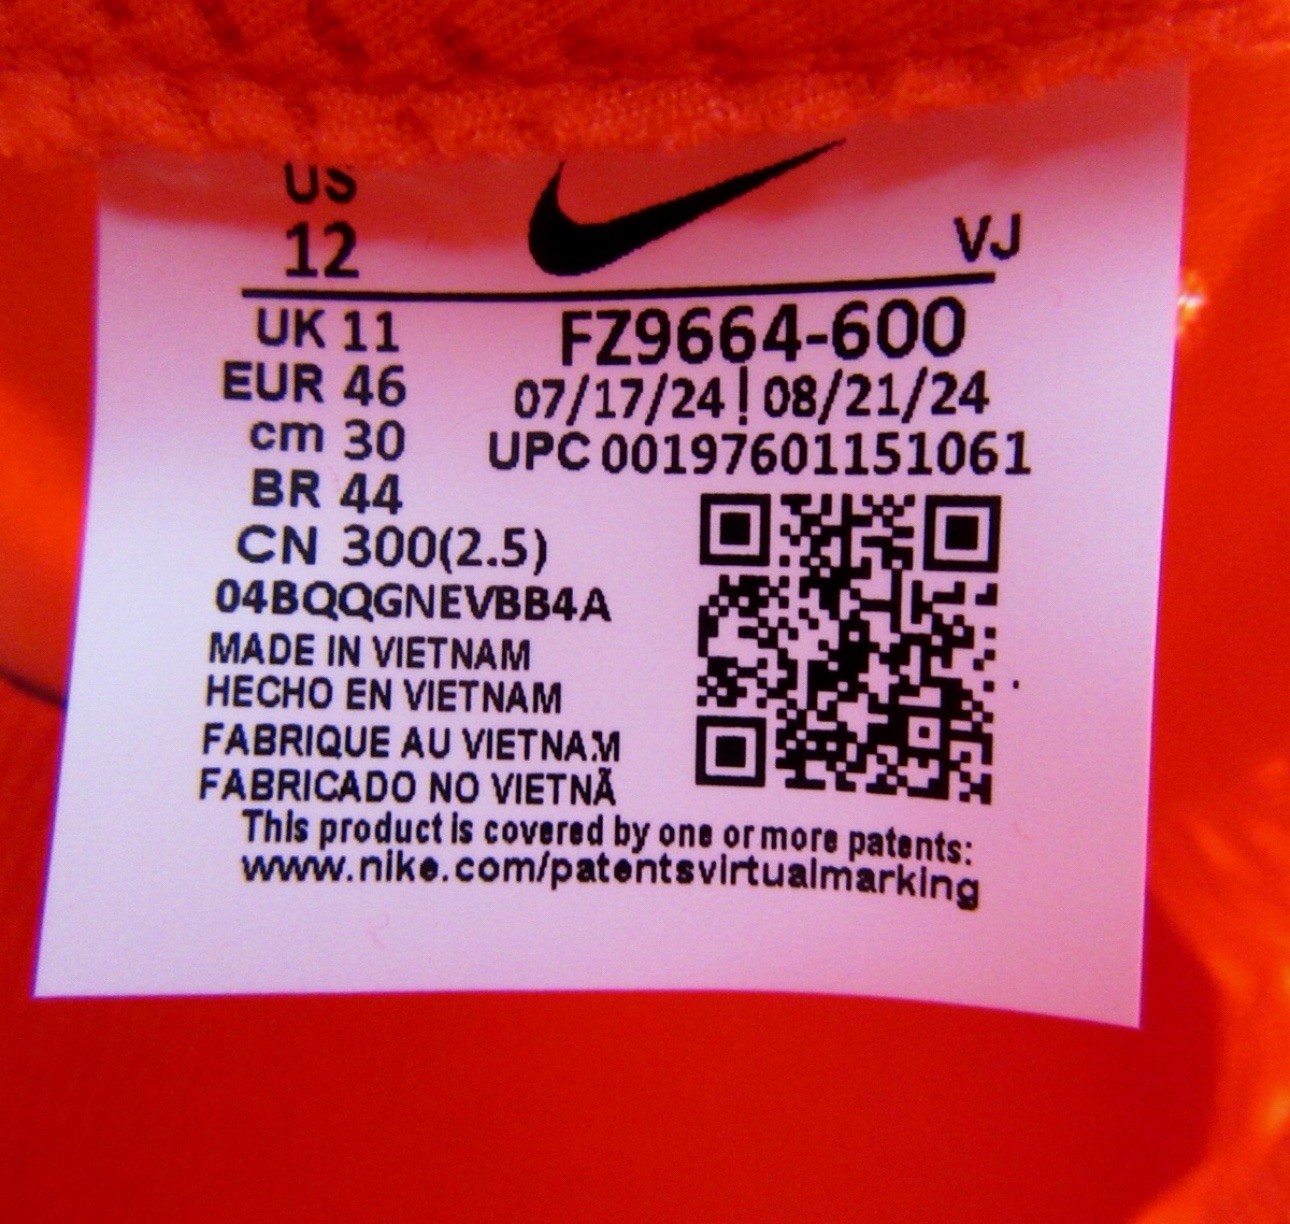 US
12
VJ
UK 11
FZ9664-600
EUR 46
07/17/24 | 08/21/24
cm 30
UPC 00197601151061
BR 44
CN 300(2.5)
04BQQGNEVBB4A
MADE IN VIETNAM
HECHO EN VIETNAM
FABRIQUE AU VIETNAM
FABRICADO NO VIETNÃ
This product is covered by one or more patents:
www.nike.com/patentsvirtualmarking